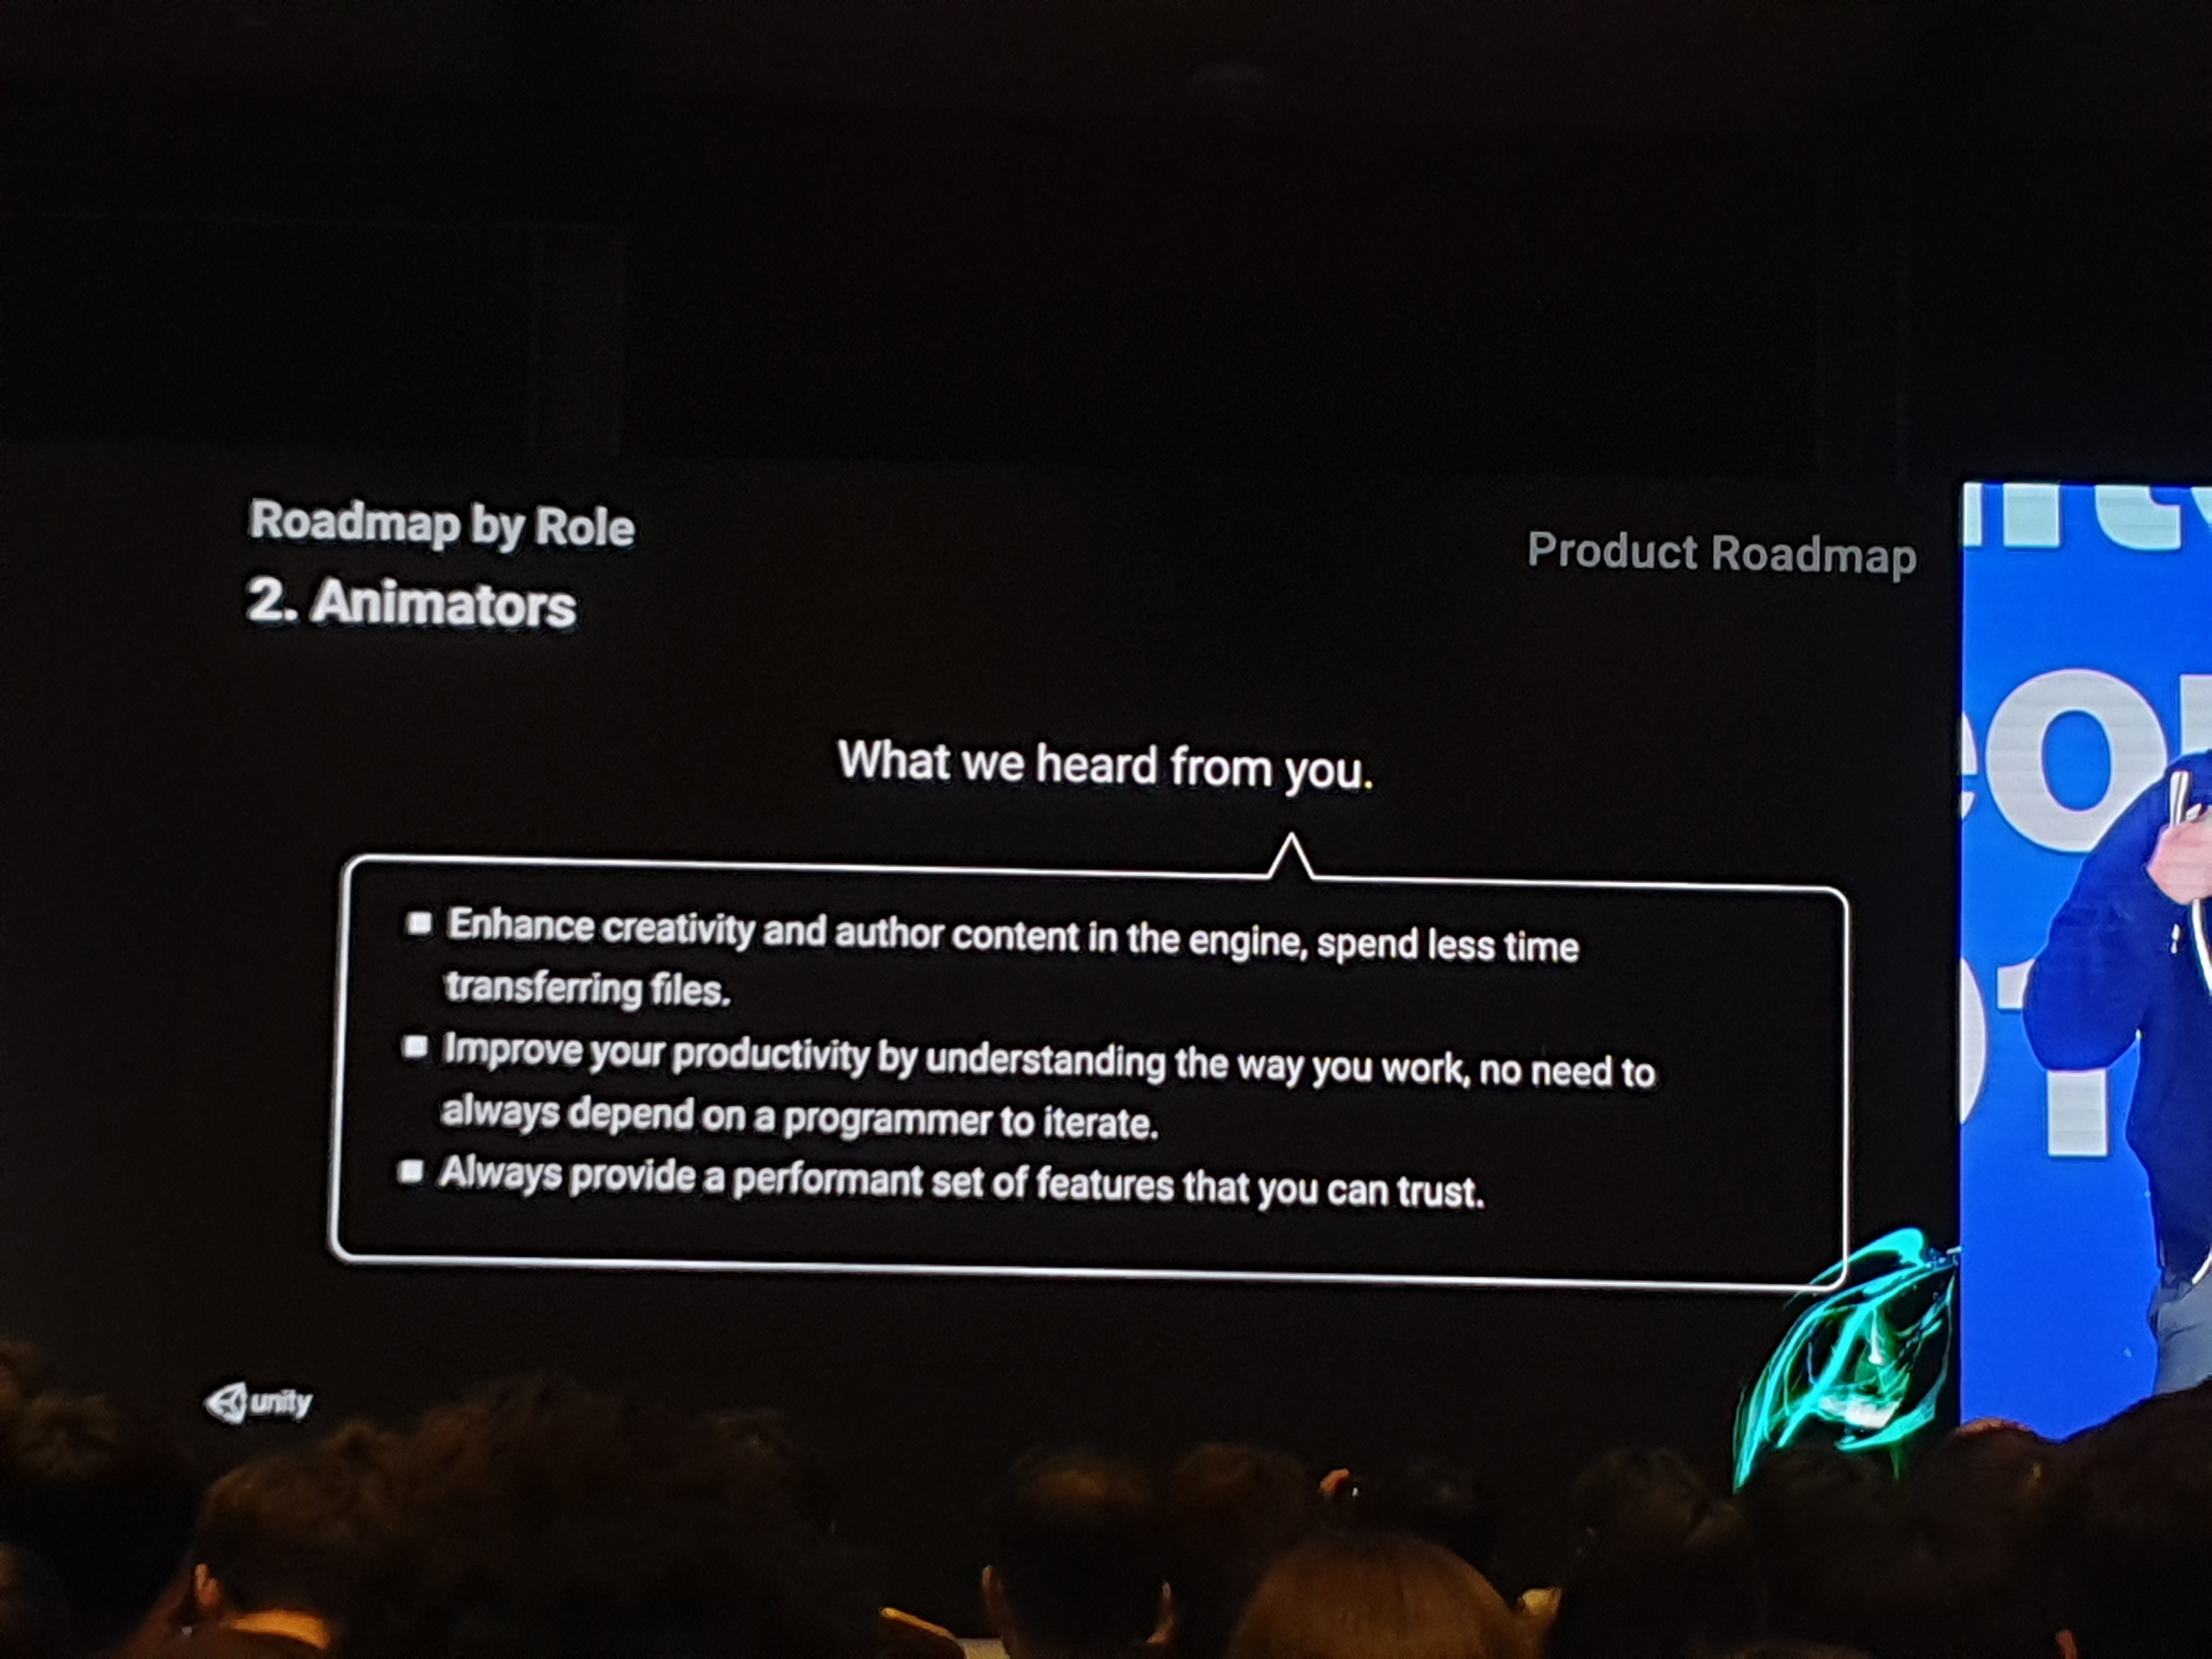 Roadmap by Role
2. Animators
Product Roadmap
What we heard from you.
■ Enhance creativity and author content in the engine, spend less time
transferring files.
■ Improve your productivity by understanding the way you work, no need to
always depend on a programmer to iterate.
■ Always provide a performant set of features that you can trust.
unity